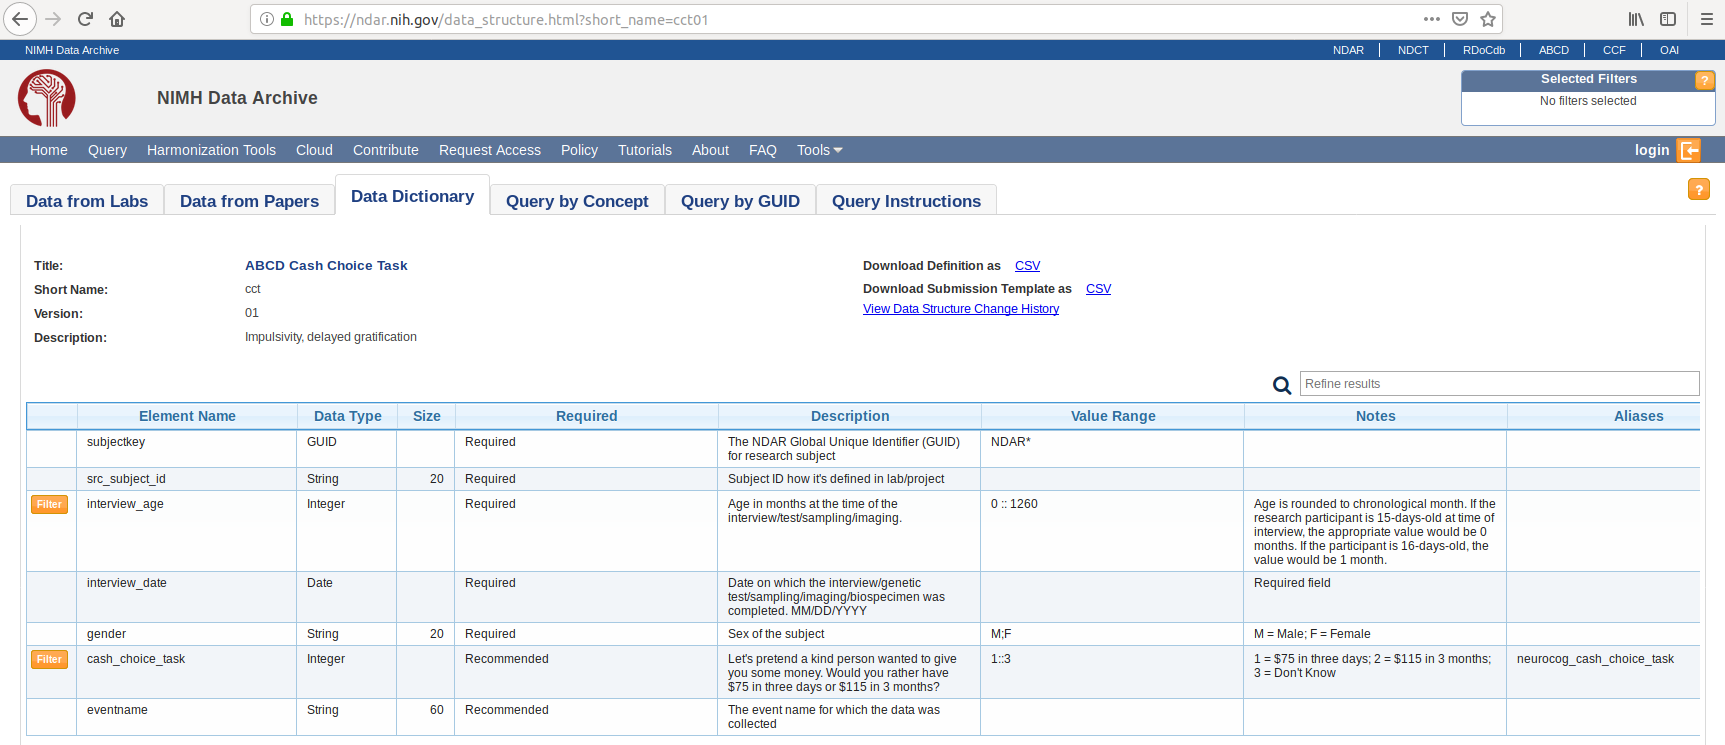 https://ndar.nih.gov/data_structure.html?short_name=cct01
NIMH Data Archive
NDAR NDCT RDoCdb ABCD CCF OAI
NIMH Data Archive
Selected Filters ?
No filters selected
Home Query Harmonization Tools Cloud Contribute Request Access Policy Tutorials About FAQ Tools login
Data from Labs Data from Papers Data Dictionary Query by Concept Query by GUID Query Instructions ?
Title: ABCD Cash Choice Task
Short Name: cct
Version: 01
Description: Impulsivity, delayed gratification
Download Definition as CSV
Download Submission Template as CSV
View Data Structure Change History
Refine results
Element Name Data Type Size Required Description Value Range Notes Aliases
subjectkey GUID Required The NDAR Global Unique Identifier (GUID) NDAR*
for research subject
src_subject_id String 20 Required Subject ID how it's defined in lab/project
Filter interview_age Integer Required Age in months at the time of the 0 :: 1260 Age is rounded to chronological month. If the
interview/test/sampling/imaging. research participant is 15-days-old at time of
interview, the appropriate value would be 0
months. If the participant is 16-days-old, the
value would be 1 month.
interview_date Date Required Date on which the interview/genetic Required field
test/sampling/imaging/biospecimen was
completed. MM/DD/YYYY
gender String 20 Required Sex of the subject M;F M = Male; F = Female
Filter cash_choice_task Integer Recommended Let's pretend a kind person wanted to give 1::3 1 = $75 in three days; 2 = $115 in 3 months; neurocog_cash_choice_task
you some money. Would you rather have 3 = Don't Know
$75 in three days or $115 in 3 months?
eventname String 60 Recommended The event name for which the data was
collected